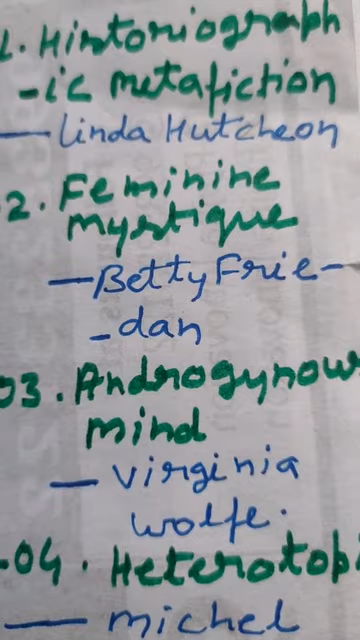 1. Historiograph
-ic metafiction
— Linda Hutcheon
2. Feminine
mystique
— Betty Frie-
- dan
03. Androgynous
mind
— Virginia
Wolfe.
.04. Heterotopi
— Michel